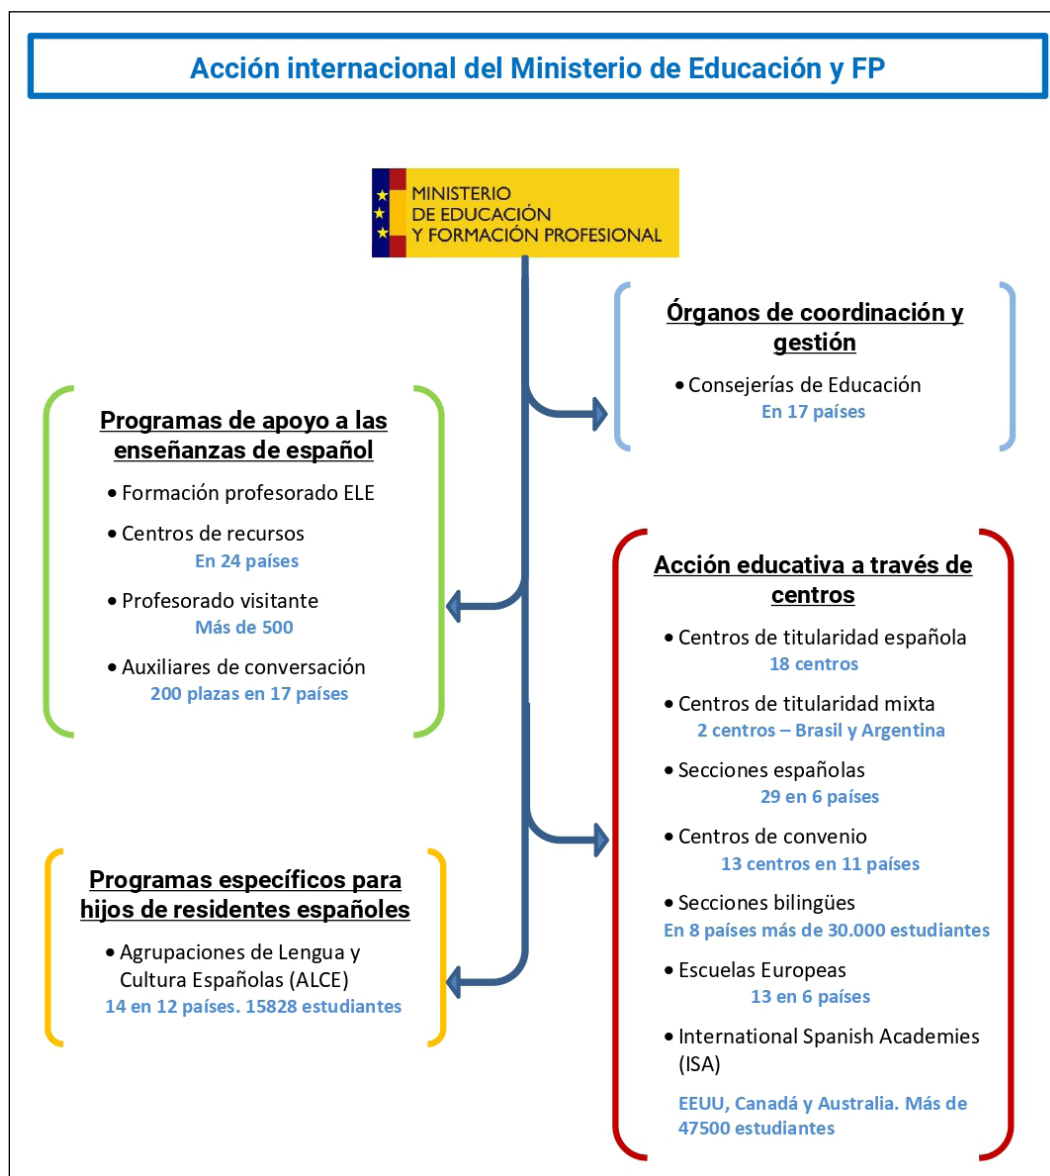 Acción internacional del Ministerio de Educación y FP
MINISTERIO
DE EDUCACIÓN
Y FORMACIÓN PROFESIONAL
Órganos de coordinación y
gestión
• Consejerías de Educación
En 17 países
Programas de apoyo a las
enseñanzas de español
• Formación profesorado ELE
• Centros de recursos
En 24 países
• Profesorado visitante
Más de 500
• Auxiliares de conversación
200 plazas en 17 países
Acción educativa a través de
centros
• Centros de titularidad española
18 centros
• Centros de titularidad mixta
2 centros – Brasil y Argentina
• Secciones españolas
29 en 6 países
• Centros de convenio
13 centros en 11 países
• Secciones bilingües
En 8 países más de 30.000 estudiantes
• Escuelas Europeas
13 en 6 países
• International Spanish Academies
(ISA)
EEUU, Canadá y Australia. Más de
47500 estudiantes
Programas específicos para
hijos de residentes españoles
• Agrupaciones de Lengua y
Cultura Españolas (ALCE)
14 en 12 países. 15828 estudiantes